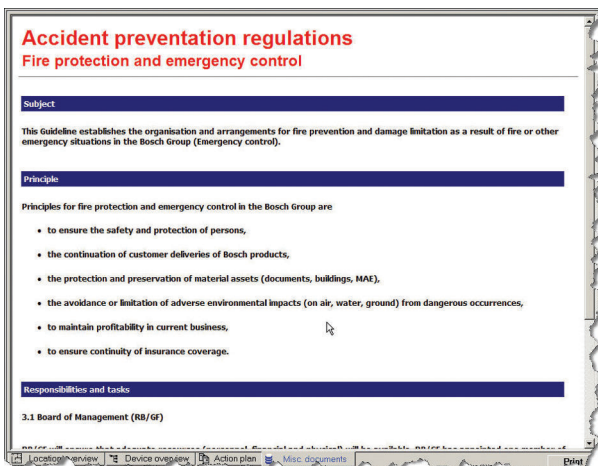 Accident prevention regulations
Fire protection and emergency control
Subject
This Guideline establishes the organisation and arrangements for fire prevention and damage limitation as a result of fire or other
emergency situations in the Bosch Group (Emergency control).
Principle
Principles for fire protection and emergency control in the Bosch Group are
• to ensure the safety and protection of persons,
• the continuation of customer deliveries of Bosch products,
• the protection and preservation of material assets (documents, buildings, MAE),
• the avoidance or limitation of adverse environmental impacts (on air, water, ground) from dangerous occurrences,
• to maintain profitability in current business,
• to ensure continuity of insurance coverage.
Responsibilities and tasks
3.1 Board of Management (RB/GF)
Location overview Device overview Action plan Misc. documents Print